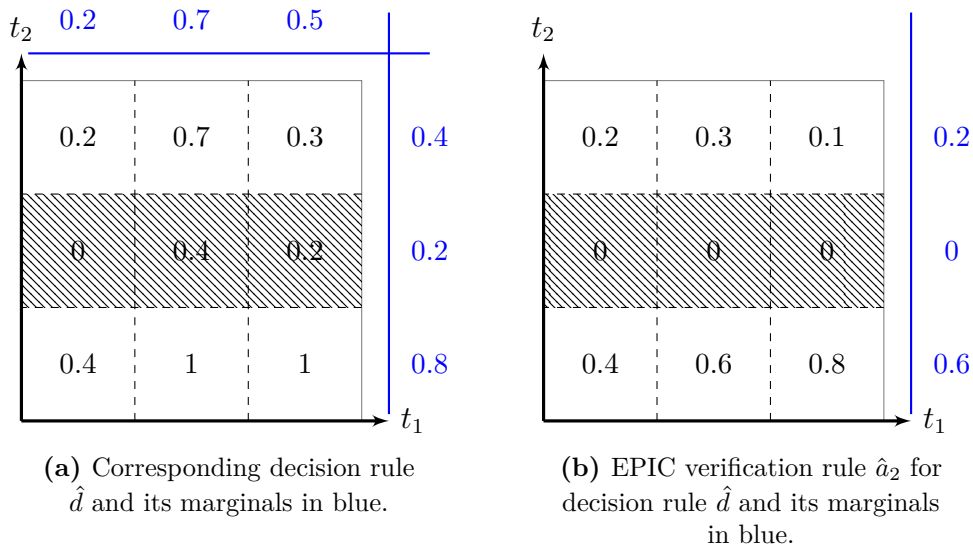 0.2 0.7 0.5
t₂
0.2 0.7 0.3 0.4
0 0.4 0.2 0.2
0.4 1 1 0.8
t₁
(a) Corresponding decision rule
d̂ and its marginals in blue.
t₂
0.2 0.3 0.1 0.2
0 0 0 0
0.4 0.6 0.8 0.6
t₁
(b) EPIC verification rule â₂ for
decision rule d̂ and its marginals
in blue.